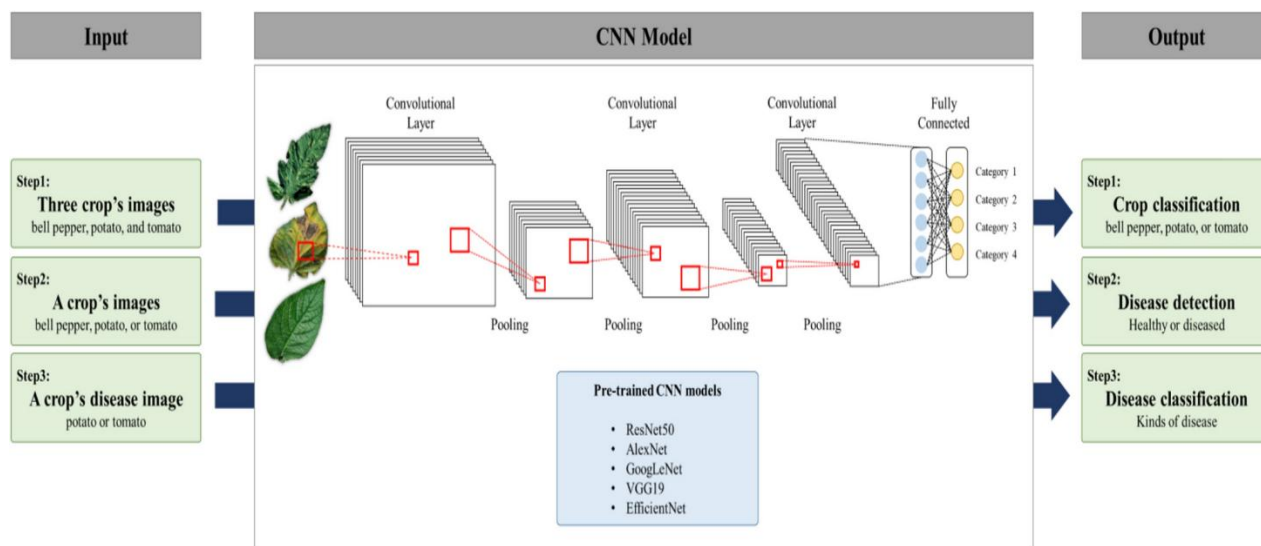 Input
CNN Model
Output
Step1:
Three crop's images
bell pepper, potato, and tomato
Step2:
A crop's images
bell pepper, potato, or tomato
Step3:
A crop's disease image
potato or tomato
Convolutional
Layer
Convolutional
Layer
Convolutional
Layer
Fully
Connected
Category 1
Category 2
Category 3
Category 4
Pooling
Pooling
Pooling
Pooling
Pre-trained CNN models
• ResNet50
• AlexNet
• GoogLeNet
• VGG19
• EfficientNet
Step1:
Crop classification
bell pepper, potato, or tomato
Step2:
Disease detection
Healthy or diseased
Step3:
Disease classification
Kinds of disease